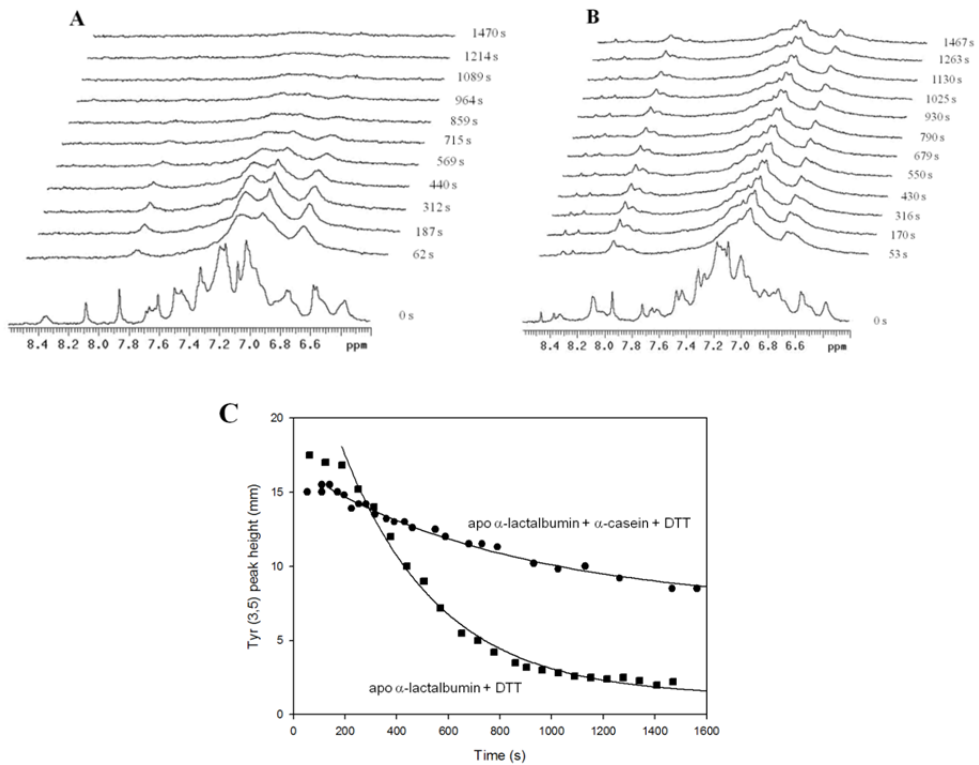 A
1470 s
1214 s
1089 s
964 s
859 s
715 s
569 s
440 s
312 s
187 s
62 s
0 s
8.4 8.2 8.0 7.8 7.6 7.4 7.2 7.0 6.8 6.6 ppm
B
1467 s
1263 s
1130 s
1025 s
930 s
790 s
679 s
550 s
430 s
316 s
170 s
53 s
0 s
8.4 8.2 8.0 7.8 7.6 7.4 7.2 7.0 6.8 6.6 ppm
C
Tyr (3,5) peak height (mm)
20
15
10
5
0
apo α-lactalbumin + α-casein + DTT
apo α-lactalbumin + DTT
0 200 400 600 800 1000 1200 1400 1600
Time (s)